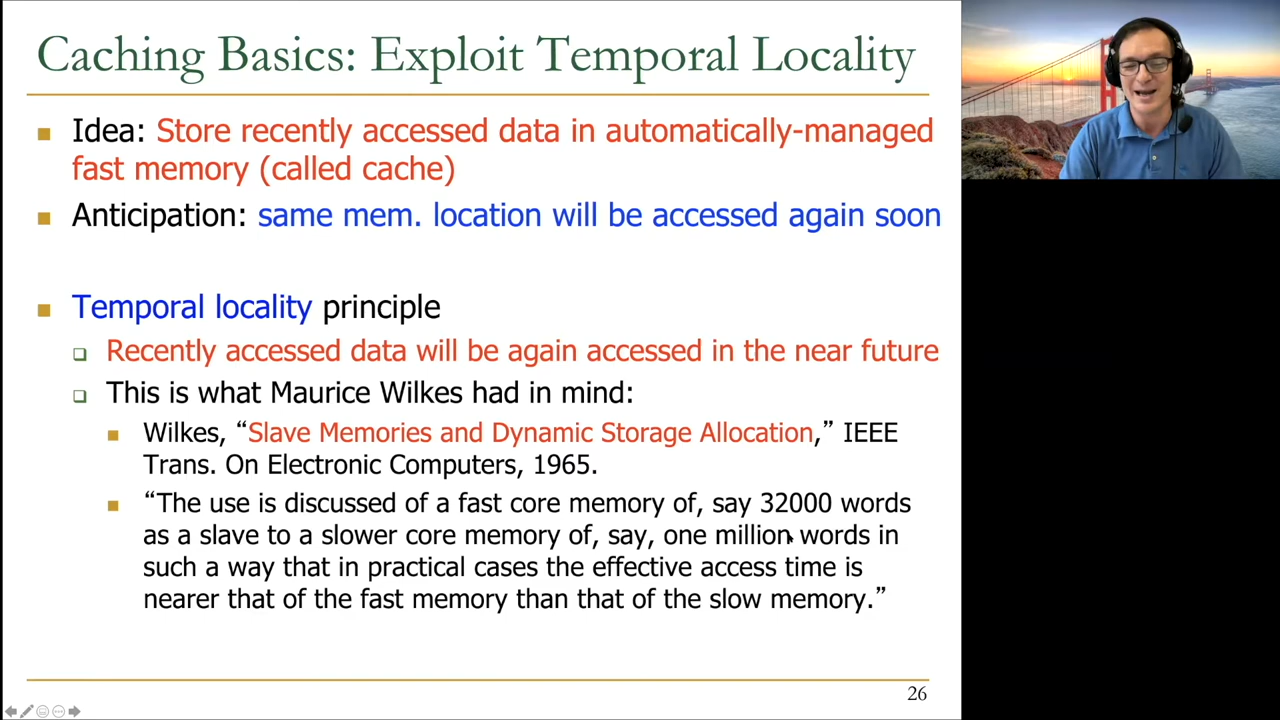 Caching Basics: Exploit Temporal Locality
Idea: Store recently accessed data in automatically-managed
fast memory (called cache)
Anticipation: same mem. location will be accessed again soon
Temporal locality principle
Recently accessed data will be again accessed in the near future
This is what Maurice Wilkes had in mind:
Wilkes, “Slave Memories and Dynamic Storage Allocation,” IEEE
Trans. On Electronic Computers, 1965.
“The use is discussed of a fast core memory of, say 32000 words
as a slave to a slower core memory of, say, one million words in
such a way that in practical cases the effective access time is
nearer that of the fast memory than that of the slow memory.”
26